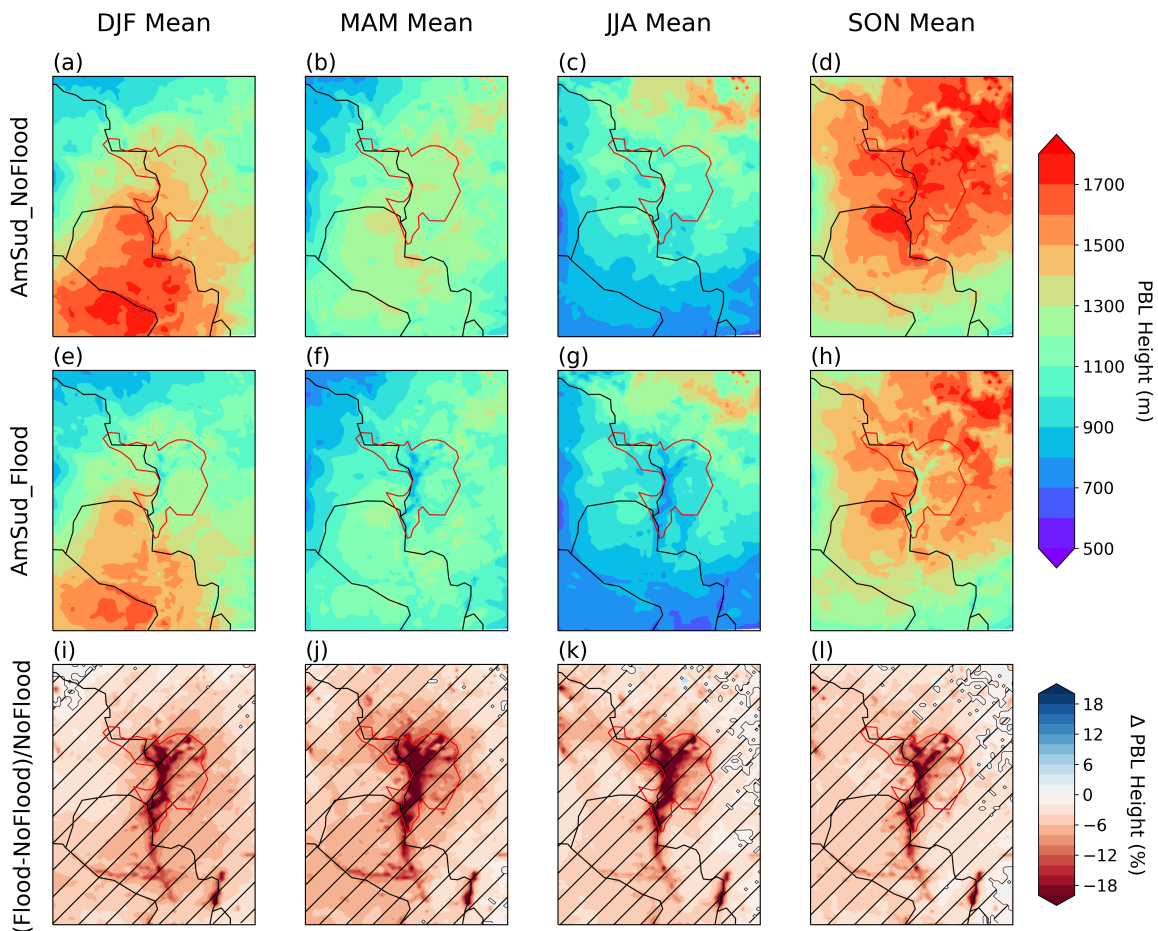 DJF Mean MAM Mean JJA Mean SON Mean
(a) (b) (c) (d)
AmSud_NoFlood
(e) (f) (g) (h)
AmSud_Flood
(i) (j) (k) (l)
(Flood-NoFlood)/NoFlood
1700
1500
1300
1100
900
700
500
PBL Height (m)
18
12
6
0
−6
−12
−18
Δ PBL Height (%)